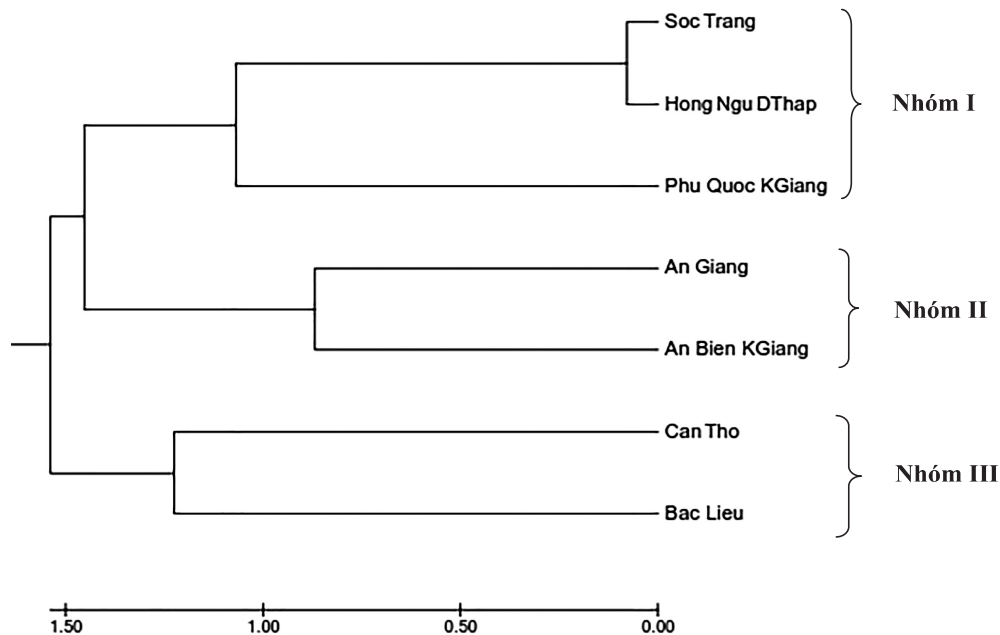 Soc Trang
Hong Ngu DThap
Nhóm I
Phu Quoc KGiang
An Giang
Nhóm II
An Bien KGiang
Can Tho
Nhóm III
Bac Lieu
1.50 1.00 0.50 0.00